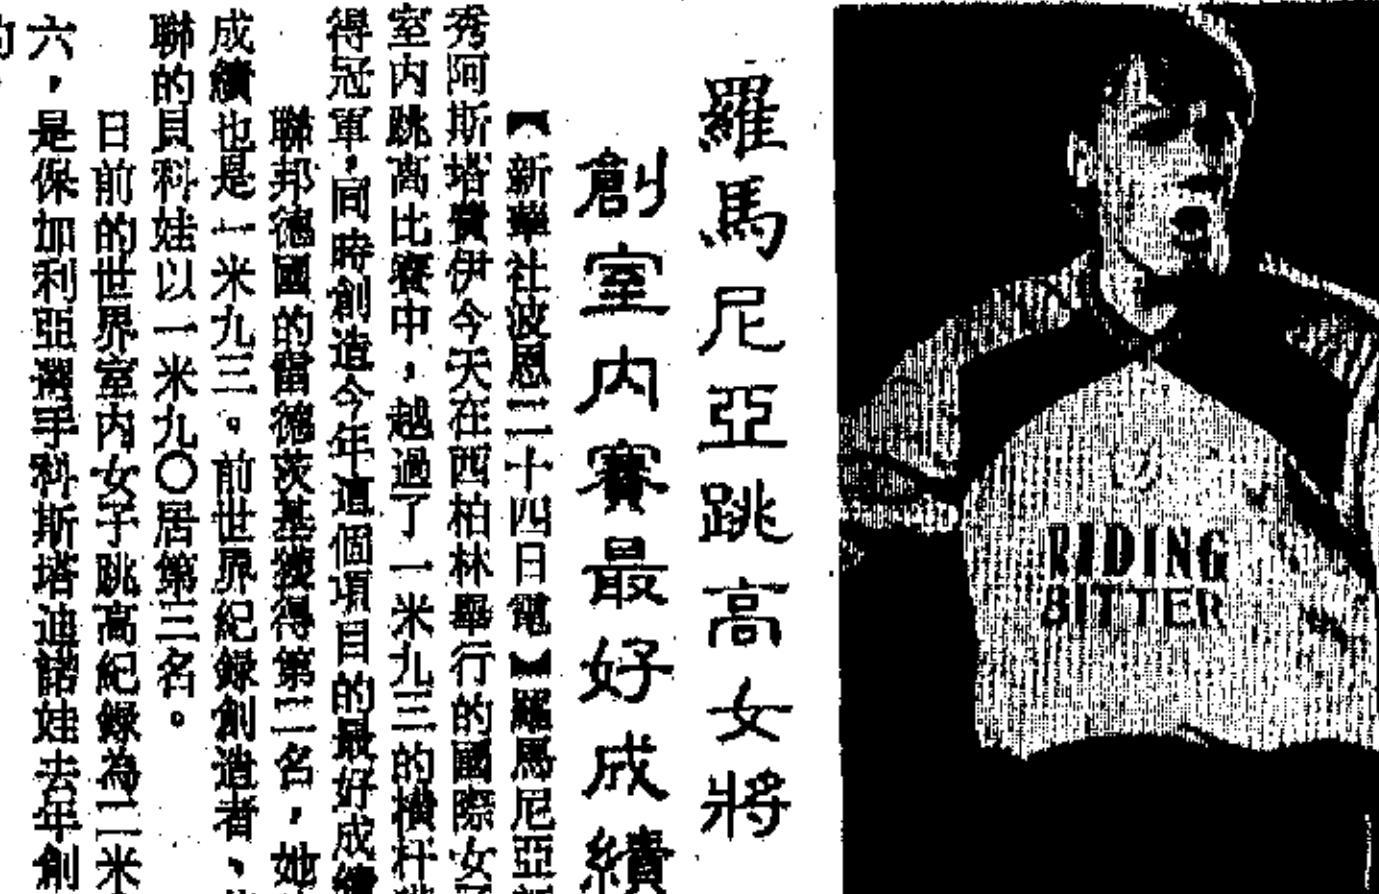 羅馬尼亞跳高女將
創室內賽最好成績
【新華社波恩二十四日電】羅馬尼亞
秀阿斯塔費伊今天在西柏林舉行的國際女子
室內跳高比賽中,越過了一米九三的橫杆
得冠軍,同時創造今年這個項目的最好成績
聯邦德國的雷德茨基獲得第二名,她
成績也是一米九三。前世界紀錄創造者、
聯的貝科娃以一米九〇居第三名。
日前的世界室內女子跳高紀錄為二米
六,是保加利亞選手科斯塔迪諾娃去年創
的,
RIDING
BITTER